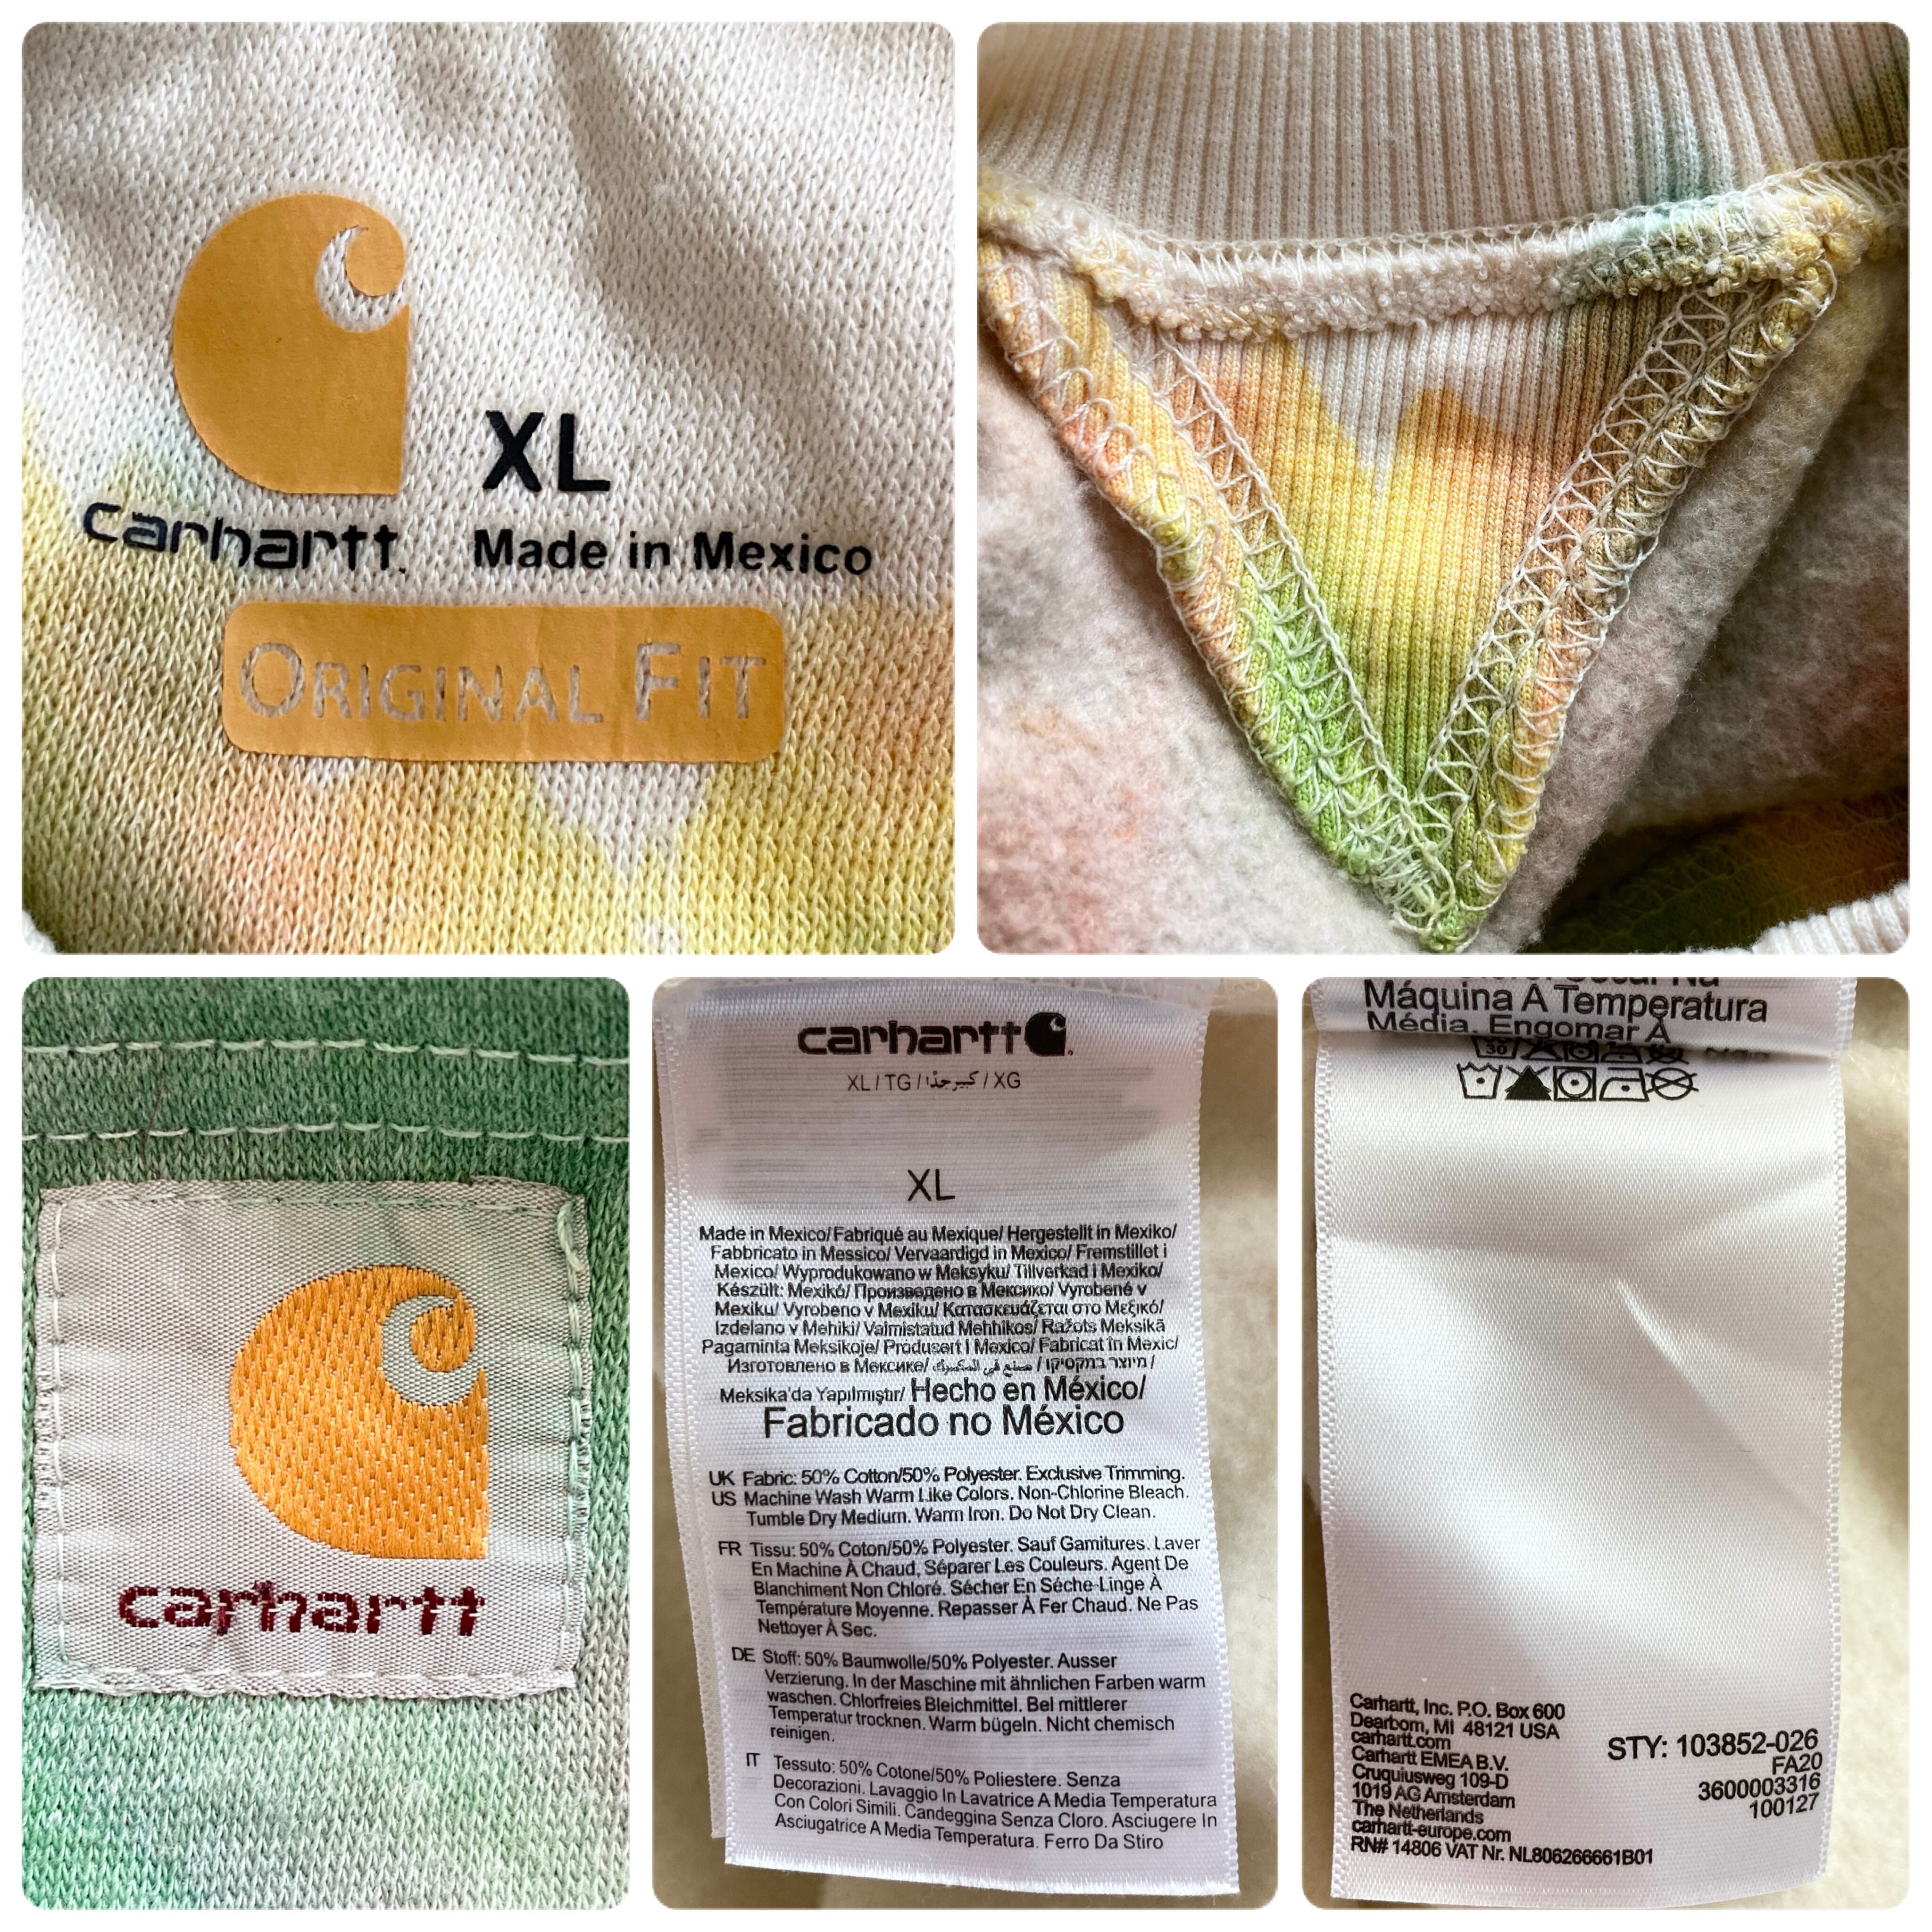 XL
carhartt.
Made in Mexico
ORIGINAL FIT
carhartt
carhartt
XL / TG / كبير جدًا / XG
XL
Made in Mexico/ Fabriqué au Mexique/ Hergestellt in Mexiko/
Fabbricato in Messico/ Vervaardigd in Mexico/ Fremstillet i
Mexico/ Wyprodukowano w Meksyku/ Tillverkad i Mexiko/
Készült: Mexikó/ Произведено в Мексико/ Vyrobené v
Mexiku/ Vyrobeno v Mexiku/ Κατασκευάζεται στο Μεξικό/
Izdelano v Mehiki/ Valmistatud Mehhikos/ Ražots Meksikā
Pagaminta Meksikoje/ Producert i Mexico/ Fabricat în Mexic/
Изготовлено в Мексике/ صنع في المكسيك / מיוצר במקסיקו /
Meksika'da Yapılmıştır/ Hecho en México/
Fabricado no México
UK Fabric: 50% Cotton/50% Polyester. Exclusive Trimming.
US Machine Wash Warm Like Colors. Non-Chlorine Bleach.
Tumble Dry Medium. Warm Iron. Do Not Dry Clean.
FR Tissu: 50% Coton/50% Polyester. Sauf Garnitures. Laver
En Machine À Chaud, Séparer Les Couleurs. Agent De
Blanchiment Non Chloré. Sécher En Séche-Linge À
Température Moyenne. Repasser À Fer Chaud. Ne Pas
Nettoyer À Sec.
DE Stoff: 50% Baumwolle/50% Polyester. Ausser
Verzierung. In der Maschine mit ähnlichen Farben warm
waschen. Chlorfreies Bleichmittel. Bei mittlerer
Temperatur trocknen. Warm bügeln. Nicht chemisch
reinigen.
IT Tessuto: 50% Cotone/50% Poliestere. Senza
Decorazioni. Lavaggio In Lavatrice A Media Temperatura
Con Colori Simili. Candeggina Senza Cloro. Asciugere In
Asciugatrice A Media Temperatura. Ferro Da Stiro
Máquina A Temperatura
Média. Engomar À
30
Carhartt, Inc. P.O. Box 600
Dearborn, MI 48121 USA
carhartt.com
Carhartt EMEA B.V.
Cruquiusweg 109-D
1019 AG Amsterdam
The Netherlands
carhartt-europe.com
RN# 14806 VAT Nr. NL806266661B01
STY: 103852-026
FA20
3600003316
100127